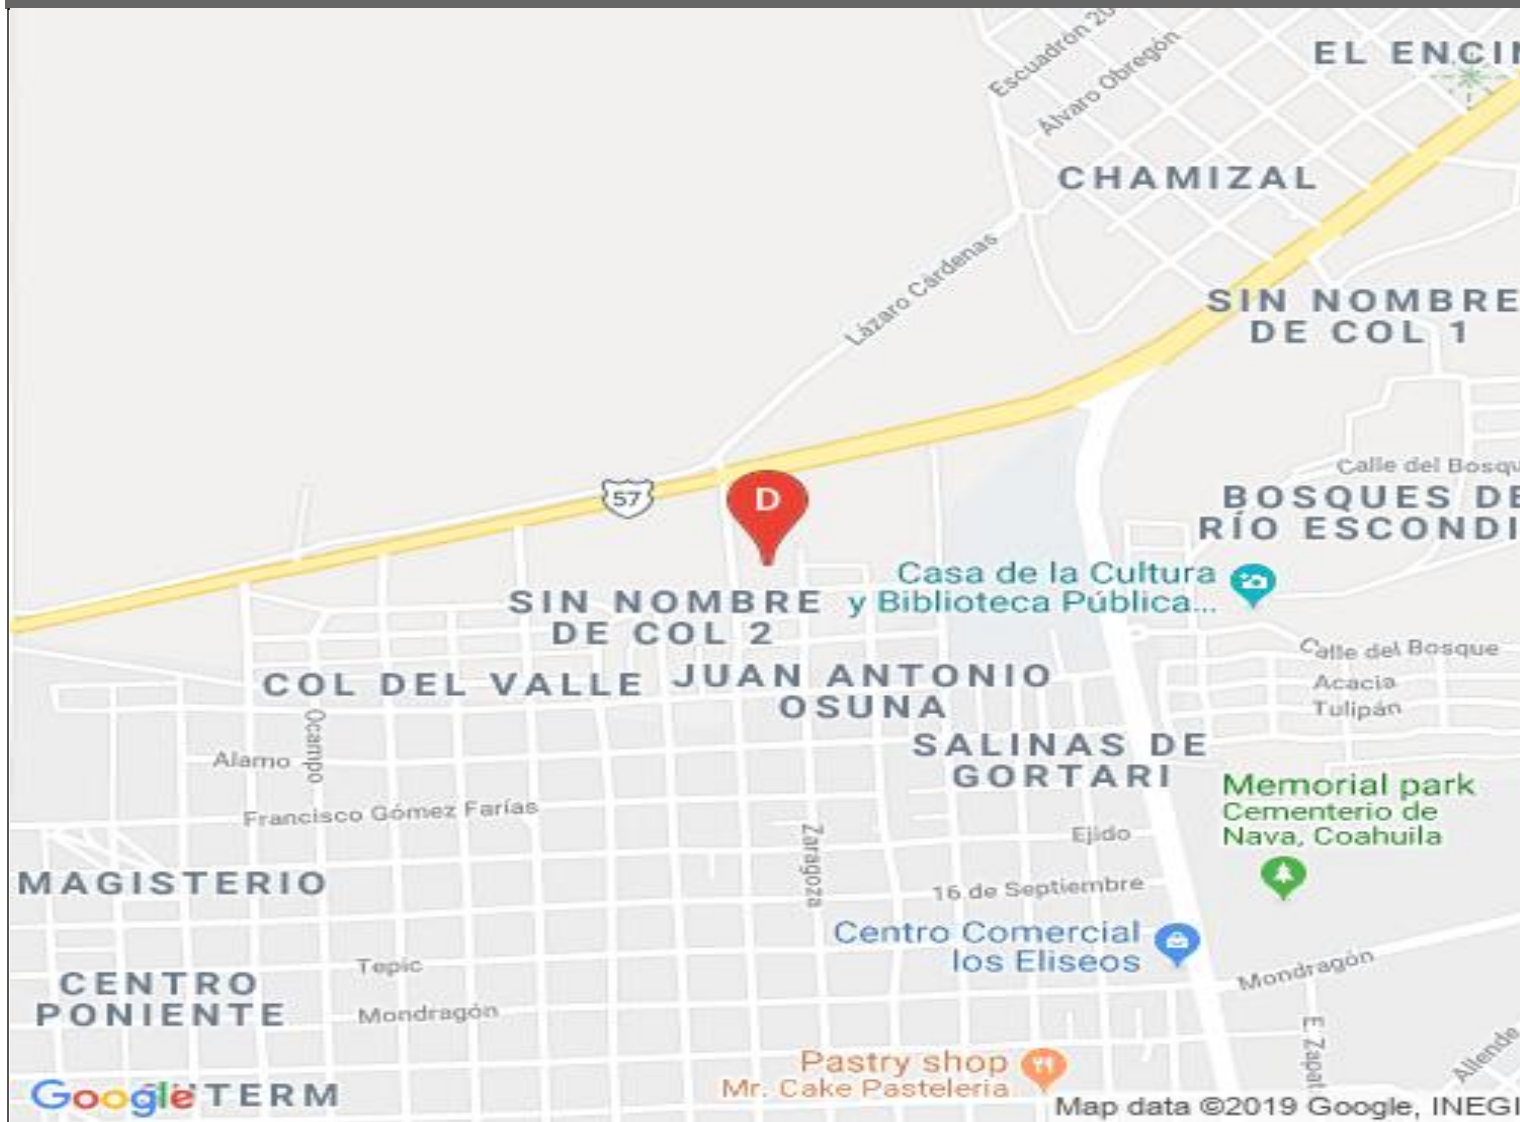 Escuadrón 20
Álvaro Obregón
EL ENCIN
CHAMIZAL
Lázaro Cárdenas
SIN NOMBRE
DE COL 1
57
D
Calle del Bosqu
BOSQUES DE
RÍO ESCONDI
Casa de la Cultura
y Biblioteca Pública...
SIN NOMBRE
DE COL 2
Calle del Bosque
COL DEL VALLE
JUAN ANTONIO
OSUNA
Acacia
Tulipán
Ocampo
Alamo
SALINAS DE
GORTARI
Memorial park
Cementerio de
Nava, Coahuila
Francisco Gómez Farías
Zaragoza
Ejido
MAGISTERIO
16 de Septiembre
Centro Comercial
los Eliseos
Tepic
CENTRO
PONIENTE
Mondragón
Mondragón
E. Zapat
Allende
Pastry shop
Mr. Cake Pasteleria
Google
TERM
Map data ©2019 Google, INEGI